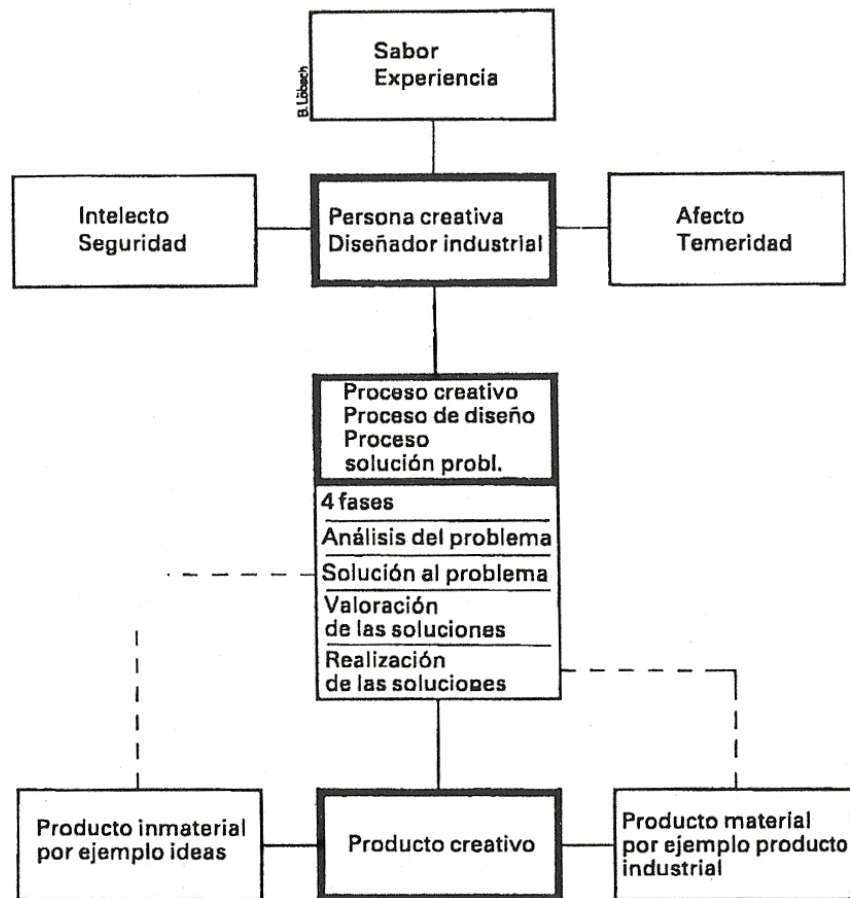 Sabor
Experiencia
B. Löbach
Intelecto
Seguridad
Persona creativa
Diseñador industrial
Afecto
Temeridad
Proceso creativo
Proceso de diseño
Proceso
solución probl.
4 fases
Análisis del problema
Solución al problema
Valoración
de las soluciones
Realización
de las soluciones
Producto inmaterial
por ejemplo ideas
Producto creativo
Producto material
por ejemplo producto
industrial